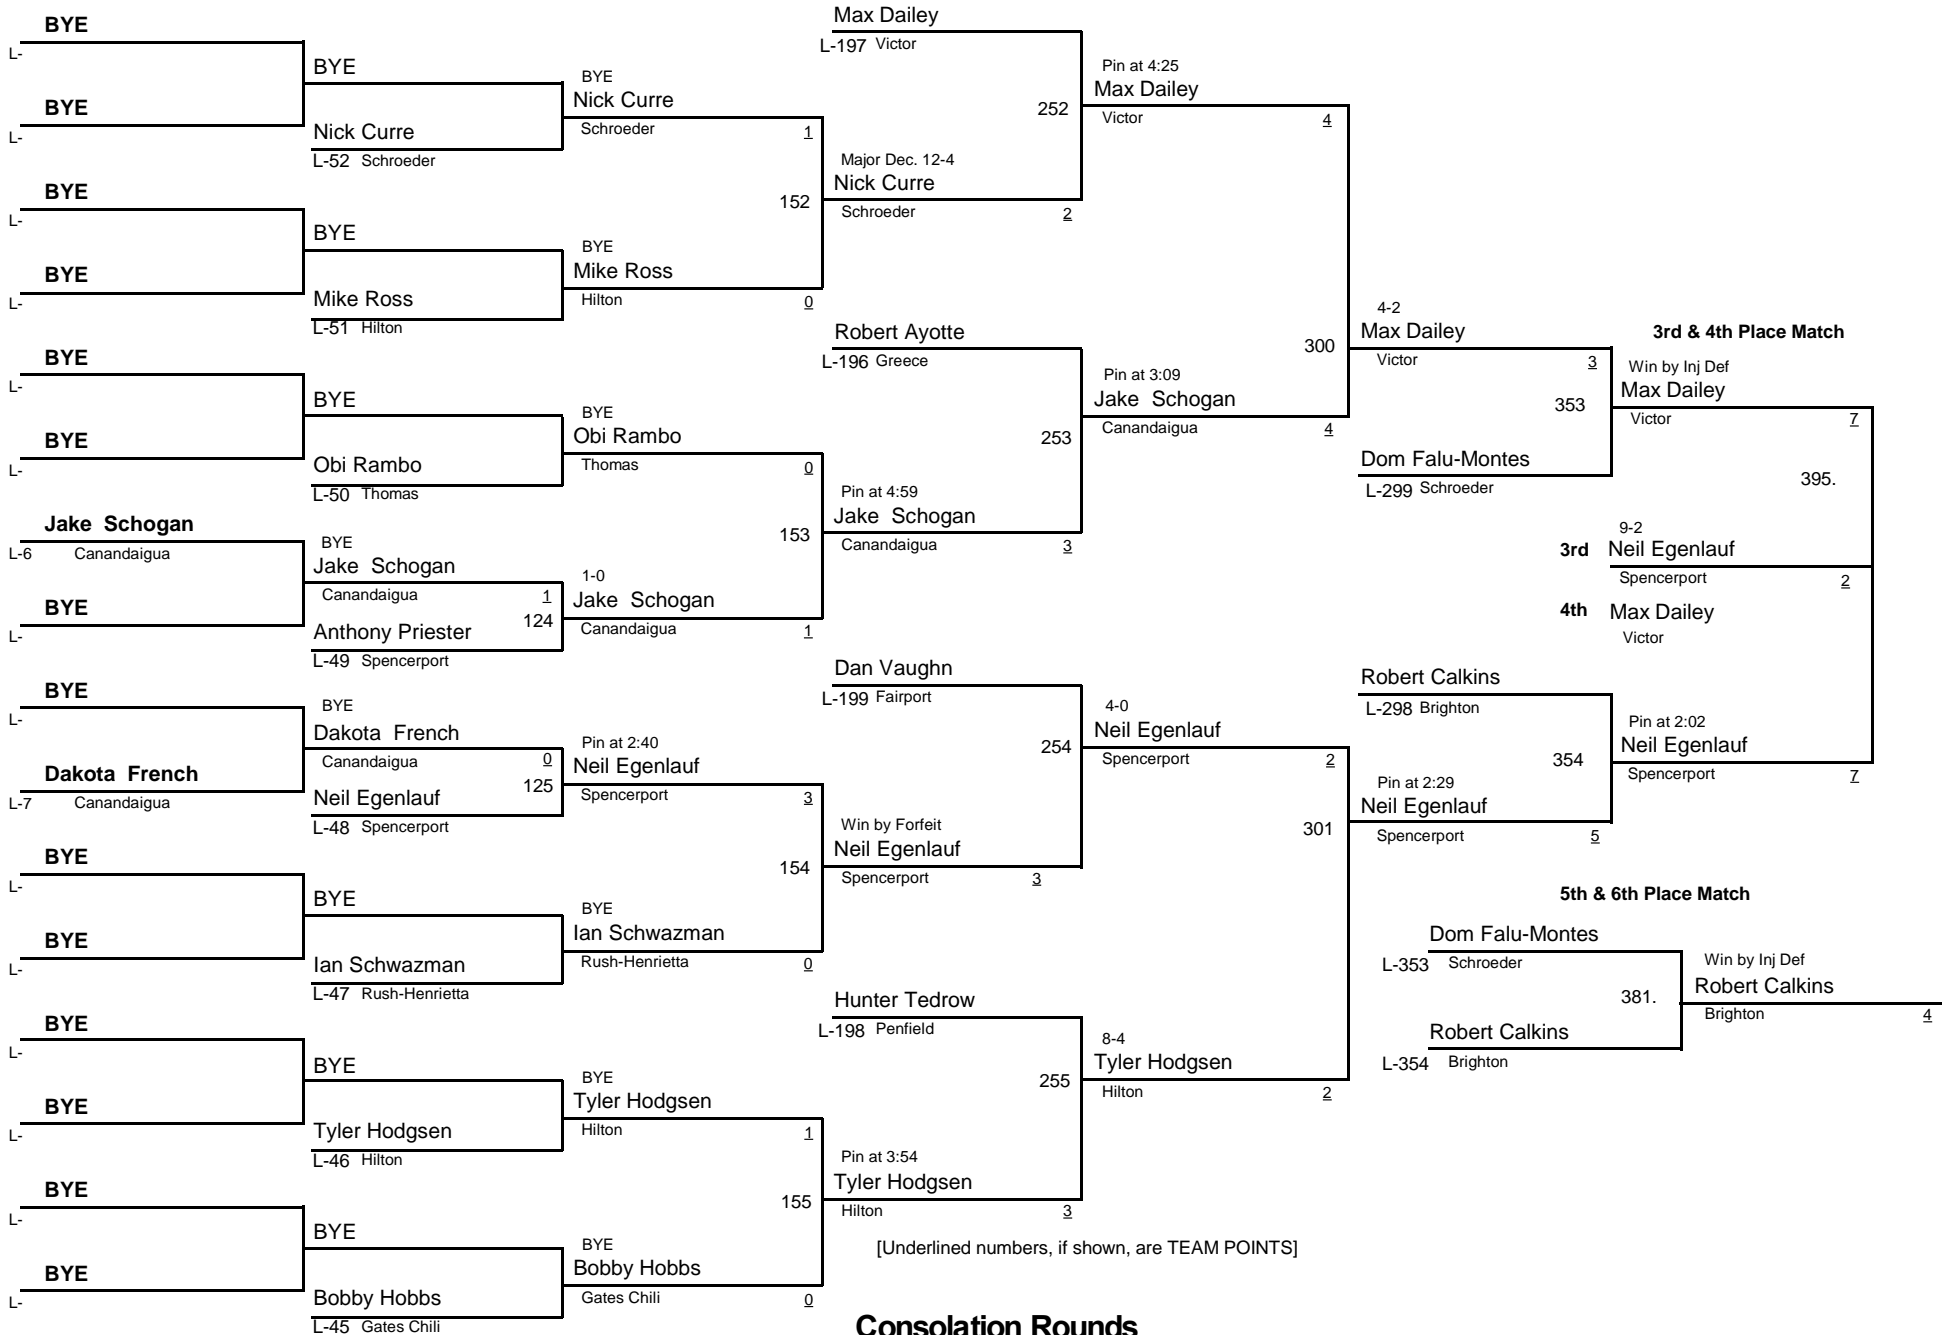 BYE
L-
BYE
L-
BYE
L-
BYE
L-
BYE
L-
BYE
L-
Jake Schogan
L-6 Canandaigua
BYE
L-
BYE
L-
Dakota French
L-7 Canandaigua
BYE
L-
BYE
L-
BYE
L-
BYE
L-
BYE
L-
BYE
L-
BYE
Nick Curre
L-52 Schroeder
BYE
Mike Ross
L-51 Hilton
BYE
Obi Rambo
L-50 Thomas
BYE
Jake Schogan
Canandaigua 1
124
Anthony Priester
L-49 Spencerport
BYE
Dakota French
Canandaigua 0
125
Neil Egenlauf
L-48 Spencerport
BYE
Ian Schwazman
L-47 Rush-Henrietta
BYE
Tyler Hodgsen
L-46 Hilton
BYE
Bobby Hobbs
L-45 Gates Chili
BYE
Nick Curre
Schroeder 1
152
BYE
Mike Ross
Hilton 0
BYE
Obi Rambo
Thomas 0
153
1-0
Jake Schogan
Canandaigua 1
Pin at 2:40
Neil Egenlauf
Spencerport 3
154
BYE
Ian Schwazman
Rush-Henrietta 0
BYE
Tyler Hodgsen
Hilton 1
155
BYE
Bobby Hobbs
Gates Chili 0
Max Dailey
L-197 Victor
252
Major Dec. 12-4
Nick Curre
Schroeder 2
Robert Ayotte
L-196 Greece
253
Pin at 4:59
Jake Schogan
Canandaigua 3
Dan Vaughn
L-199 Fairport
254
Win by Forfeit
Neil Egenlauf
Spencerport 3
Hunter Tedrow
L-198 Penfield
255
Pin at 3:54
Tyler Hodgsen
Hilton 3
Pin at 4:25
Max Dailey
Victor 4
300
Pin at 3:09
Jake Schogan
Canandaigua 4
4-0
Neil Egenlauf
Spencerport 2
301
8-4
Tyler Hodgsen
Hilton 2
4-2
Max Dailey
Victor 3
353
Dom Falu-Montes
L-299 Schroeder
Robert Calkins
L-298 Brighton
354
Pin at 2:29
Neil Egenlauf
Spencerport 5
3rd & 4th Place Match
Win by Inj Def
Max Dailey
Victor 7
395.
9-2
3rd Neil Egenlauf
Spencerport 2
4th Max Dailey
Victor
Pin at 2:02
Neil Egenlauf
Spencerport 7
5th & 6th Place Match
Dom Falu-Montes
L-353 Schroeder
381.
Robert Calkins
L-354 Brighton
Win by Inj Def
Robert Calkins
Brighton 4
[Underlined numbers, if shown, are TEAM POINTS]
Consolation Rounds